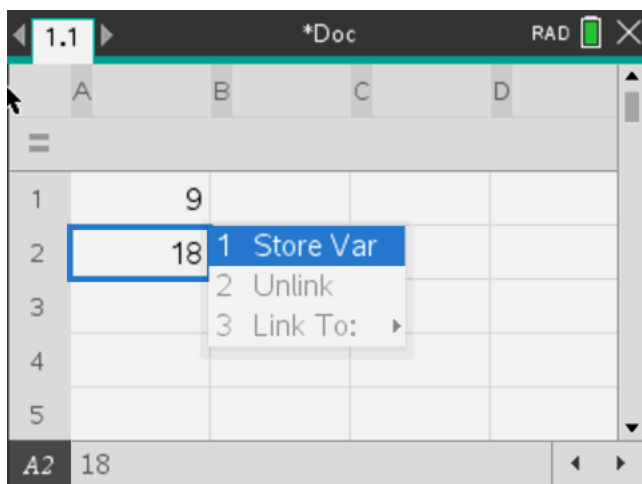 1.1 *Doc RAD
A B C D
=
1 9
2 18
3
4
5
1 Store Var
2 Unlink
3 Link To:
A2 18